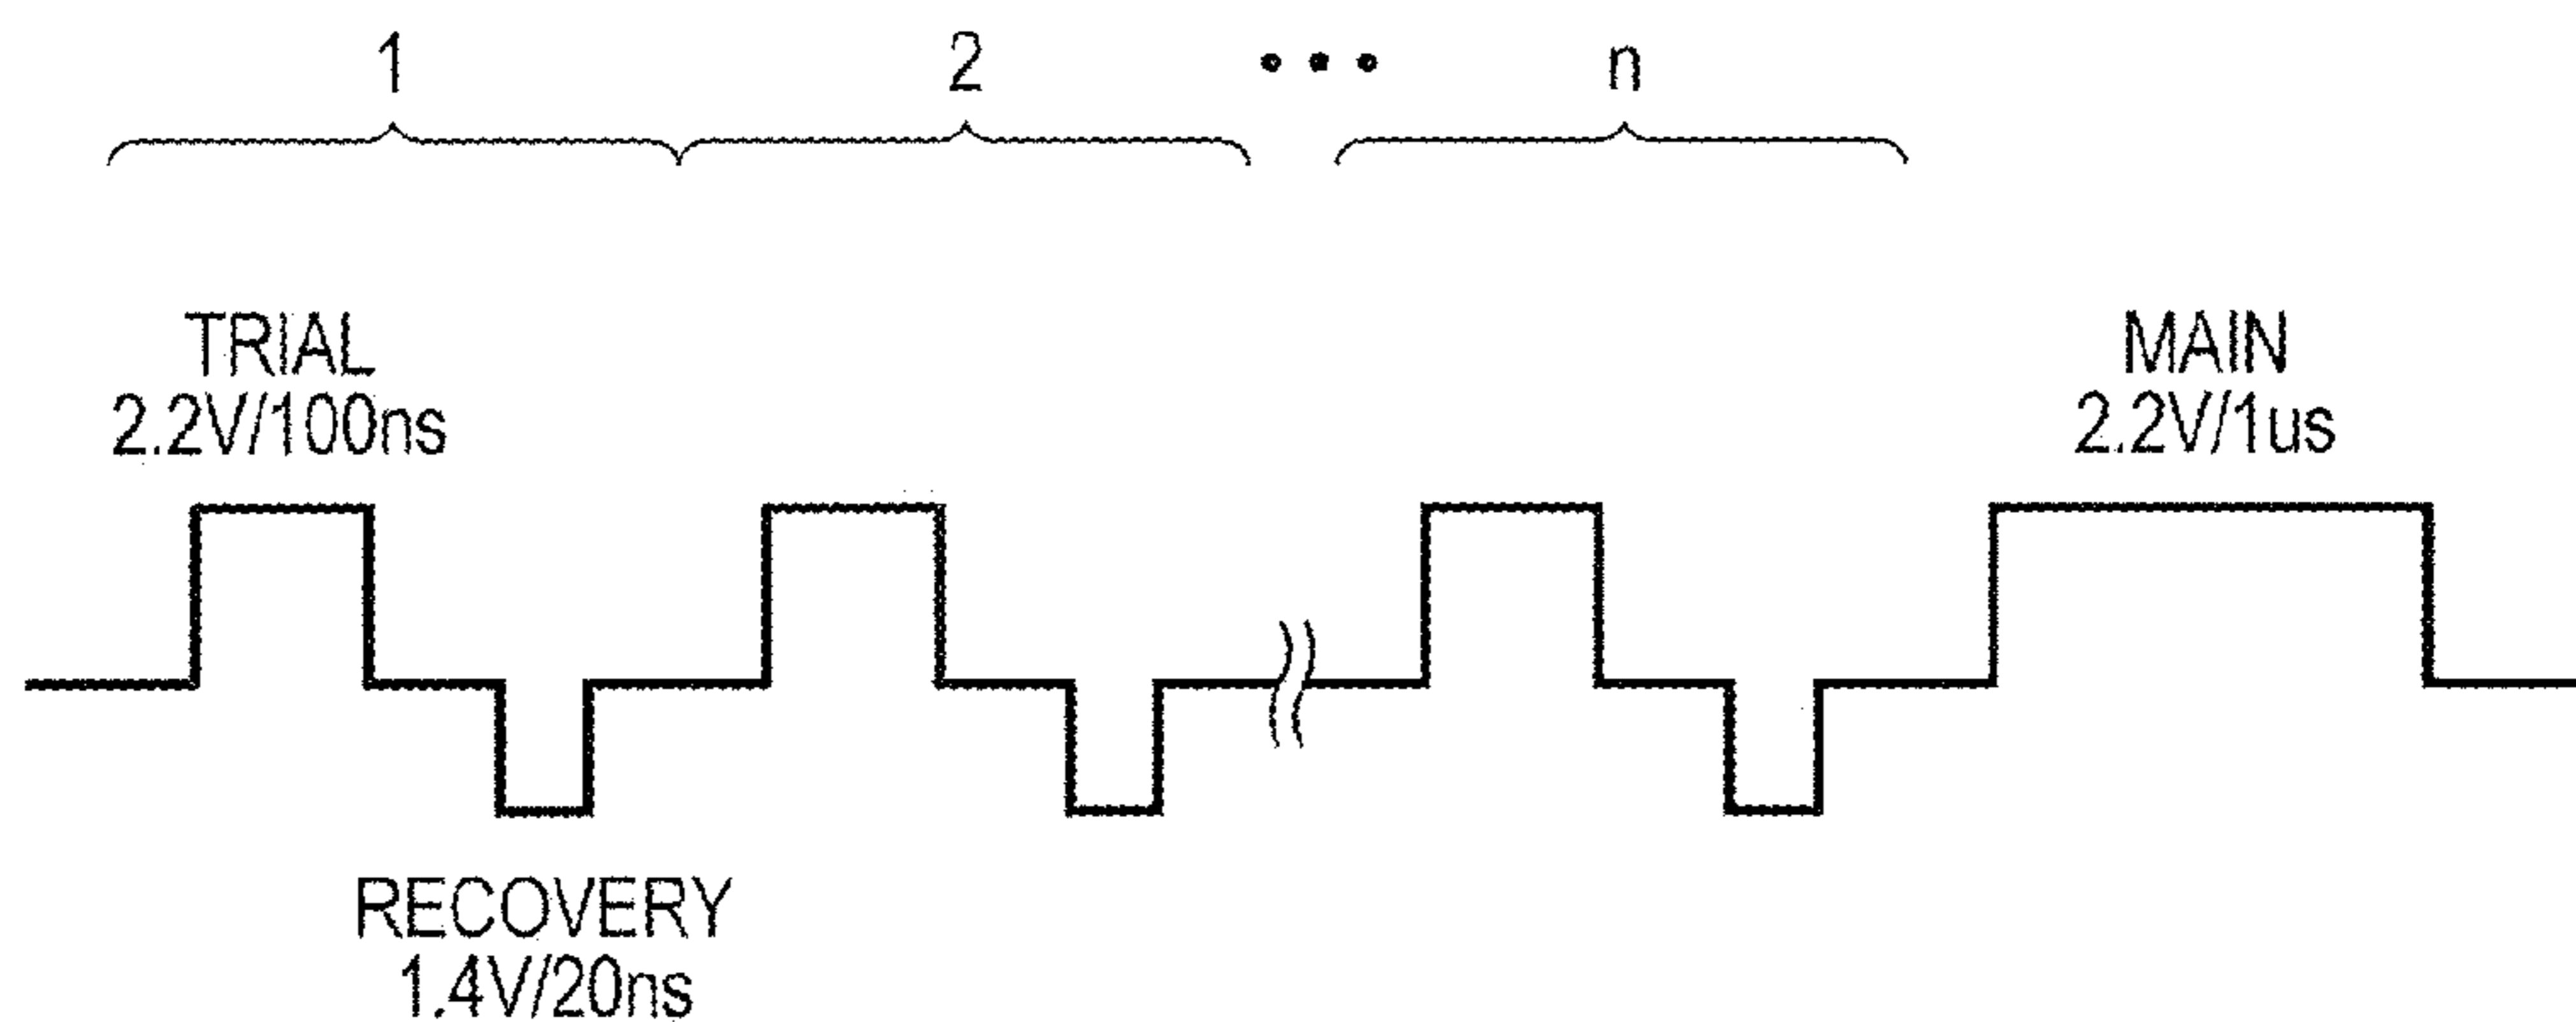 1 2 ... n
TRIAL
2.2V/100ns
MAIN
2.2V/1us
RECOVERY
1.4V/20ns